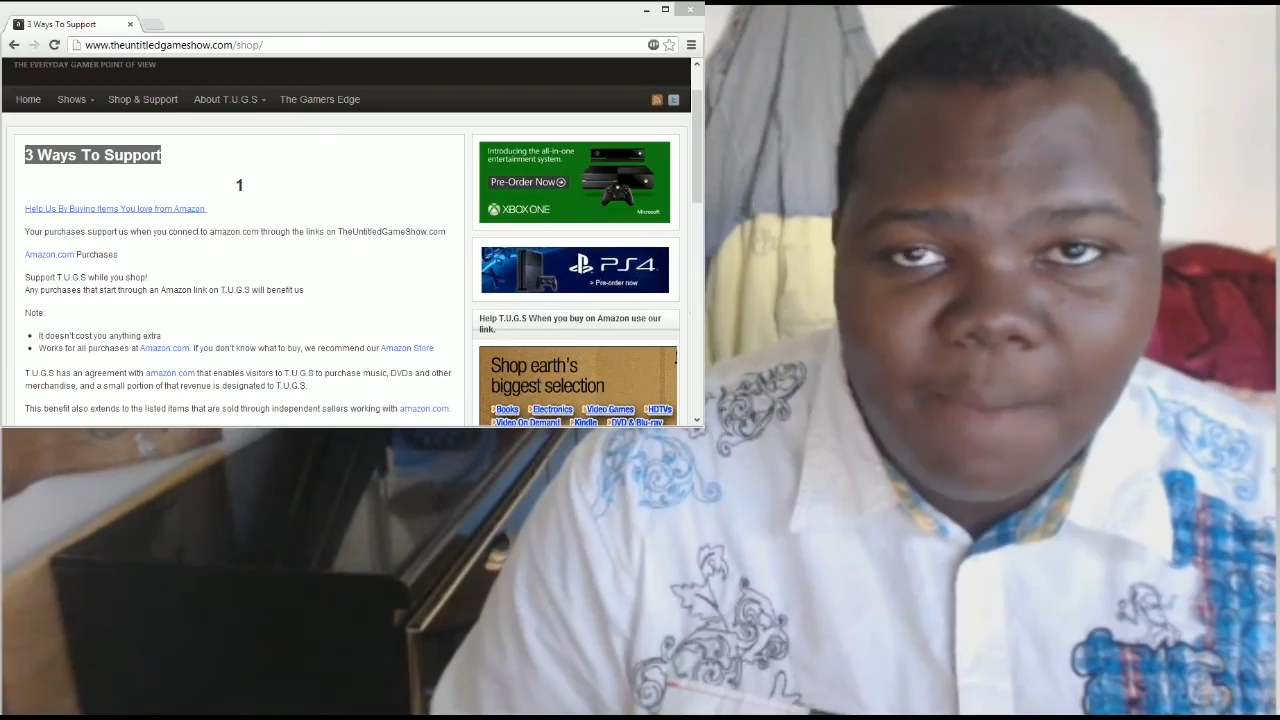 3 Ways To Support
www.theuntitledgameshow.com/shop/
THE EVERYDAY GAMER POINT OF VIEW
Home Shows Shop & Support About T.U.G.S The Gamers Edge
3 Ways To Support
1
Help Us By Buying Items You love from Amazon
Your purchases support us when you connect to amazon.com through the links on TheUntitledGameShow.com
Amazon.com Purchases
Support T.U.G.S while you shop!
Any purchases that start through an Amazon link on T.U.G.S will benefit us
Note:
It doesn't cost you anything extra
Works for all purchases at Amazon.com. If you don't know what to buy, we recommend our Amazon Store
T.U.G.S has an agreement with amazon.com that enables visitors to T.U.G.S to purchase music, DVDs and other
merchandise, and a small portion of that revenue is designated to T.U.G.S.
This benefit also extends to the listed items that are sold through independent sellers working with amazon.com.
Introducing the all-in-one
entertainment system.
Pre-Order Now
XBOX ONE
Microsoft
PS4
> Pre-order now
Help T.U.G.S When you buy on Amazon use our
link.
Shop earth's
biggest selection
Books Electronics Video Games HDTVs
Video On Demand Kindle DVD & Blu-ray